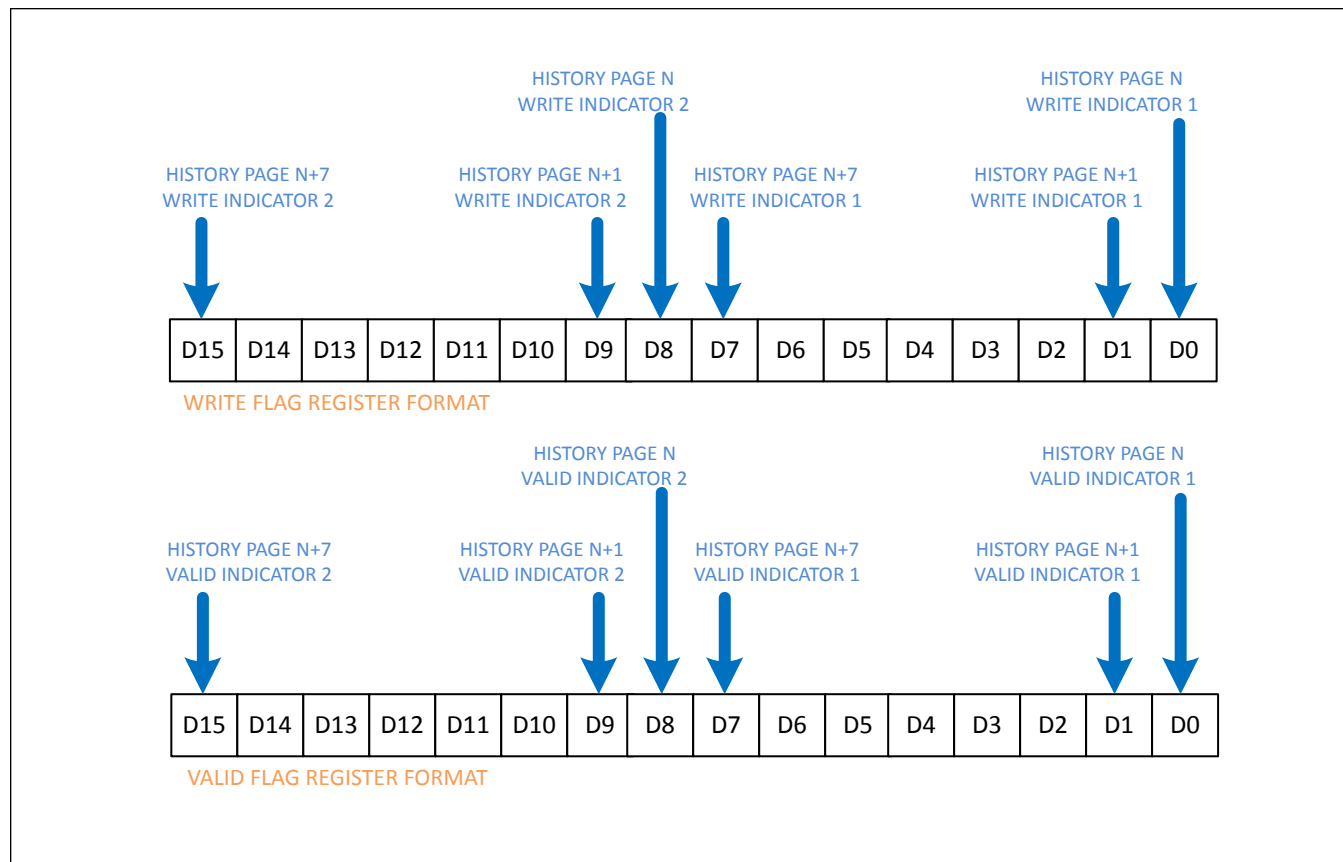 HISTORY PAGE N
WRITE INDICATOR 2
HISTORY PAGE N
WRITE INDICATOR 1
HISTORY PAGE N+7
WRITE INDICATOR 2
HISTORY PAGE N+1
WRITE INDICATOR 2
HISTORY PAGE N+7
WRITE INDICATOR 1
HISTORY PAGE N+1
WRITE INDICATOR 1
D15 D14 D13 D12 D11 D10 D9 D8 D7 D6 D5 D4 D3 D2 D1 D0
WRITE FLAG REGISTER FORMAT
HISTORY PAGE N
VALID INDICATOR 2
HISTORY PAGE N
VALID INDICATOR 1
HISTORY PAGE N+7
VALID INDICATOR 2
HISTORY PAGE N+1
VALID INDICATOR 2
HISTORY PAGE N+7
VALID INDICATOR 1
HISTORY PAGE N+1
VALID INDICATOR 1
D15 D14 D13 D12 D11 D10 D9 D8 D7 D6 D5 D4 D3 D2 D1 D0
VALID FLAG REGISTER FORMAT